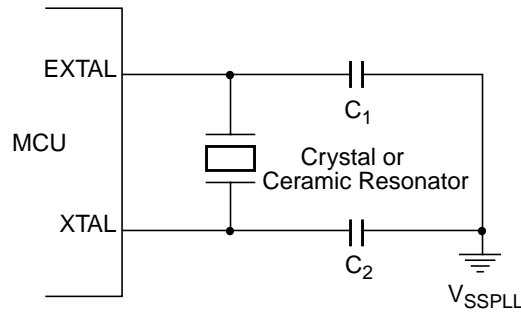 EXTAL
C1
MCU
Crystal or
Ceramic Resonator
XTAL
C2
VSSPLL